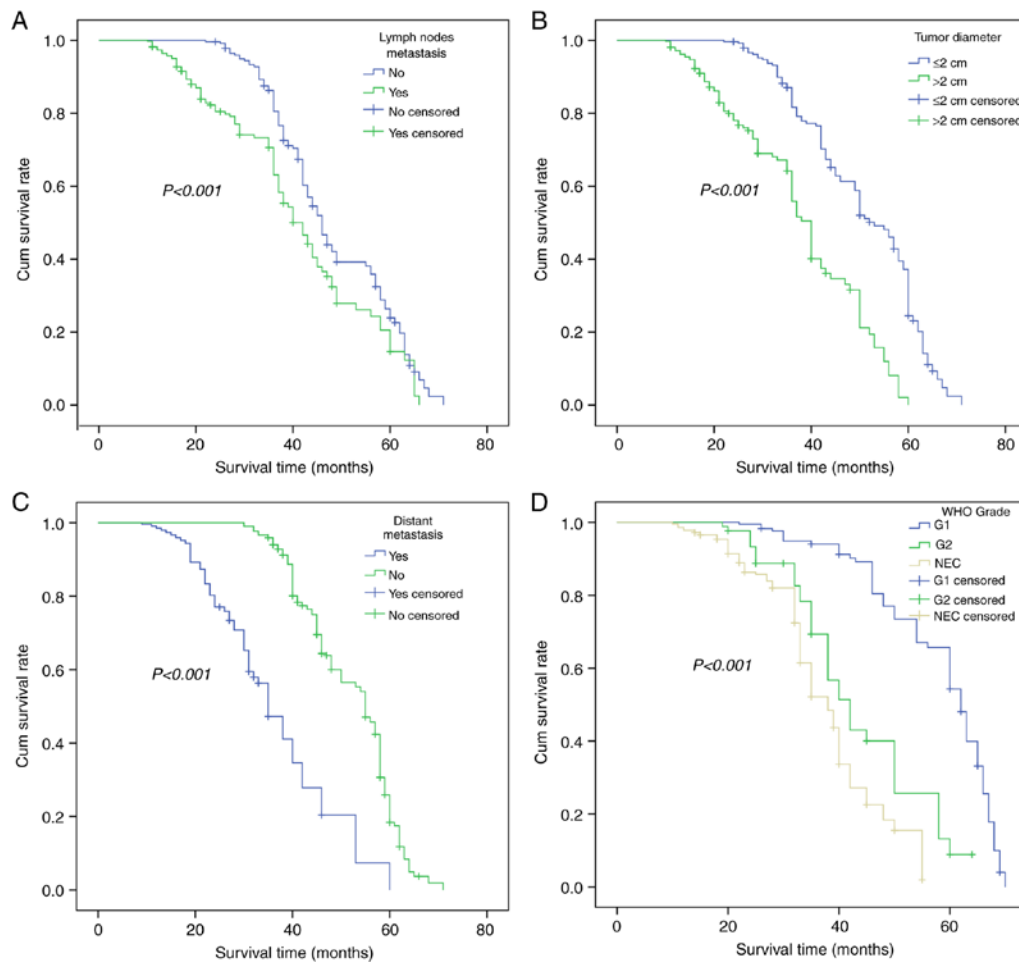 A
Lymph nodes
metastasis
No
Yes
No censored
Yes censored
P<0.001
Cum survival rate
1.0
0.8
0.6
0.4
0.2
0.0
0 20 40 60 80
Survival time (months)
B
Tumor diameter
≤2 cm
>2 cm
≤2 cm censored
>2 cm censored
P<0.001
Cum survival rate
1.0
0.8
0.6
0.4
0.2
0.0
0 20 40 60 80
Survival time (months)
C
Distant
metastasis
Yes
No
Yes censored
No censored
P<0.001
Cum survival rate
1.0
0.8
0.6
0.4
0.2
0.0
0 20 40 60 80
Survival time (months)
D
WHO Grade
G1
G2
NEC
G1 censored
G2 censored
NEC censored
P<0.001
Cum survival rate
1.0
0.8
0.6
0.4
0.2
0.0
0 20 40 60
Survival time (months)